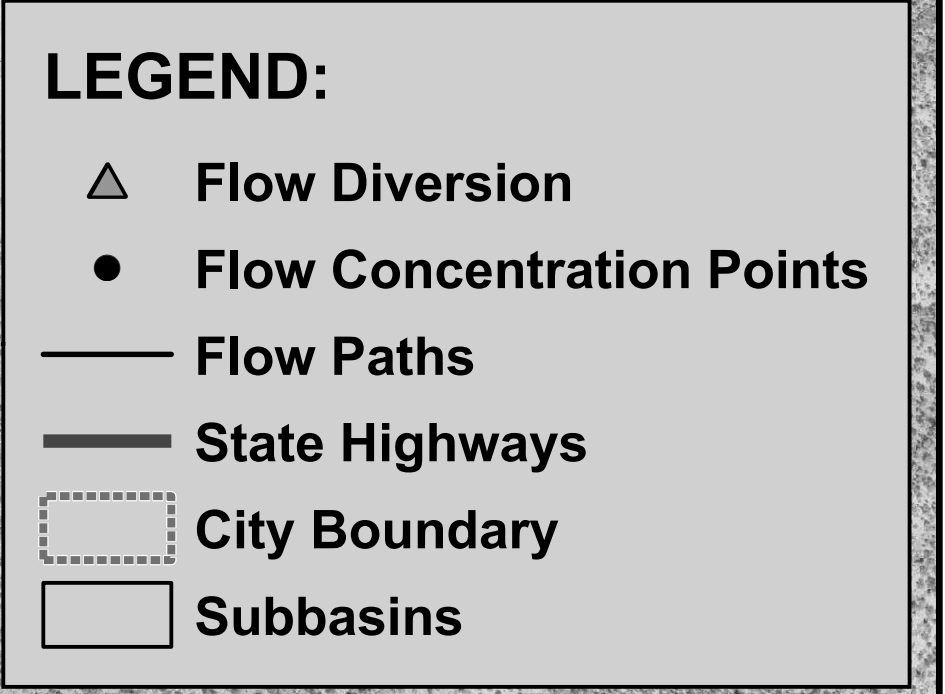 LEGEND:
Flow Diversion
Flow Concentration Points
Flow Paths
State Highways
City Boundary
Subbasins